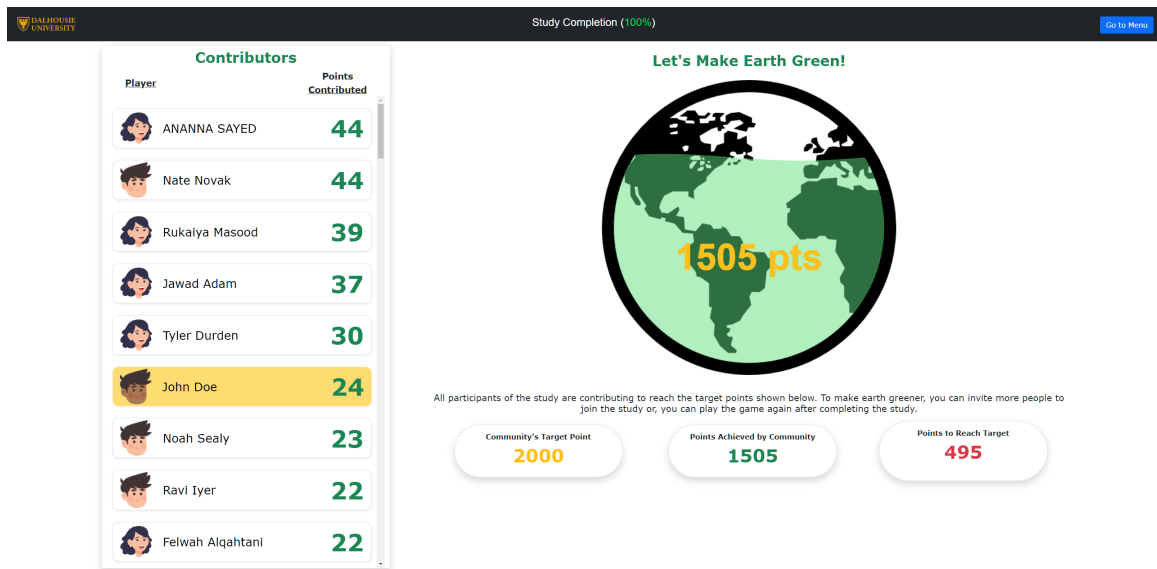 DALHOUSIE
UNIVERSITY
Study Completion (100%)
Go to Menu
Contributors
Player
Points
Contributed
ANANNA SAYED 44
Nate Novak 44
Rukaiya Masood 39
Jawad Adam 37
Tyler Durden 30
John Doe 24
Noah Sealy 23
Ravi Iyer 22
Felwah Alqahtani 22
Let's Make Earth Green!
1505 pts
All participants of the study are contributing to reach the target points shown below. To make earth greener, you can invite more people to
join the study or, you can play the game again after completing the study.
Community's Target Point
2000
Points Achieved by Community
1505
Points to Reach Target
495